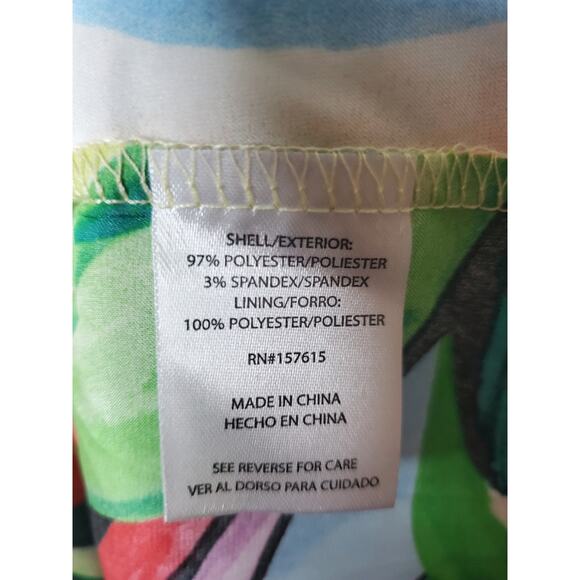 SHELL/EXTERIOR:
97% POLYESTER/POLIESTER
3% SPANDEX/SPANDEX
LINING/FORRO:
100% POLYESTER/POLIESTER
RN#157615
MADE IN CHINA
HECHO EN CHINA
SEE REVERSE FOR CARE
VER AL DORSO PARA CUIDADO